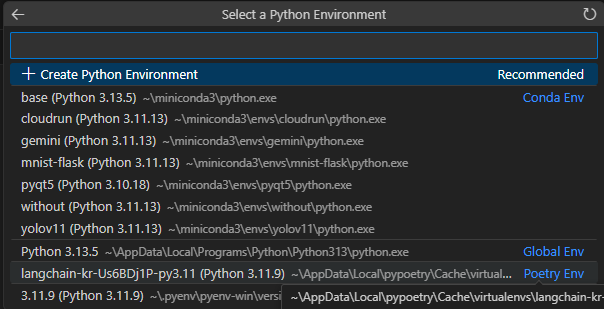 Select a Python Environment
+ Create Python Environment Recommended
base (Python 3.13.5) ~\miniconda3\python.exe Conda Env
cloudrun (Python 3.11.13) ~\miniconda3\envs\cloudrun\python.exe
gemini (Python 3.11.13) ~\miniconda3\envs\gemini\python.exe
mnist-flask (Python 3.11.13) ~\miniconda3\envs\mnist-flask\python.exe
pyqt5 (Python 3.10.18) ~\miniconda3\envs\pyqt5\python.exe
without (Python 3.11.13) ~\miniconda3\envs\without\python.exe
yolov11 (Python 3.11.13) ~\miniconda3\envs\yolov11\python.exe
Python 3.13.5 ~\AppData\Local\Programs\Python\Python313\python.exe Global Env
langchain-kr-Us6BDj1P-py3.11 (Python 3.11.9) ~\AppData\Local\pypoetry\Cache\virtual... Poetry Env
3.11.9 (Python 3.11.9) ~\.pyenv\pyenv-win\versi
~\AppData\Local\pypoetry\Cache\virtualenvs\langchain-kr-